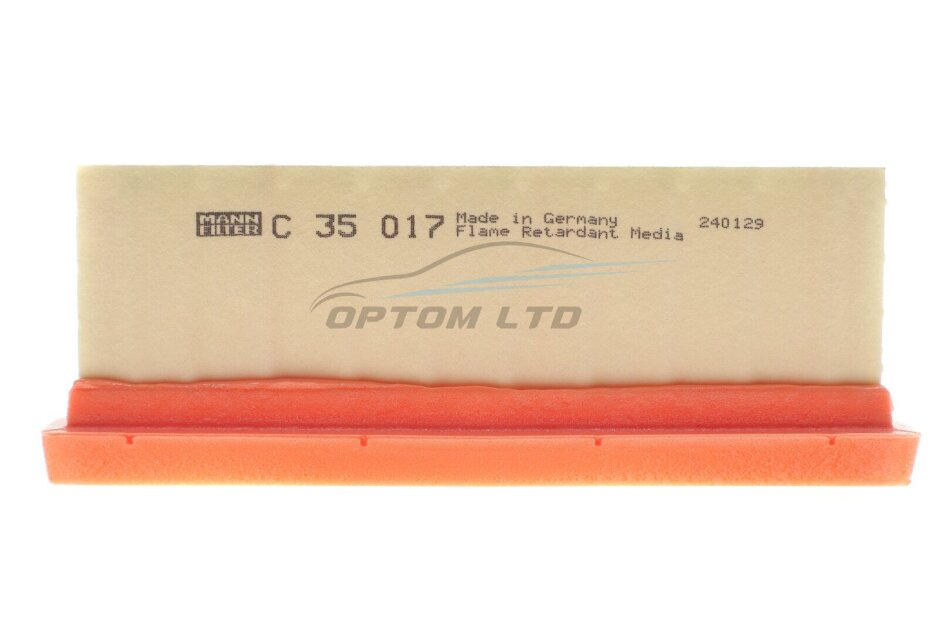 MANN
FILTER
C 35 017
Made in Germany
Flame Retardant Media
240129
OPTOM LTD